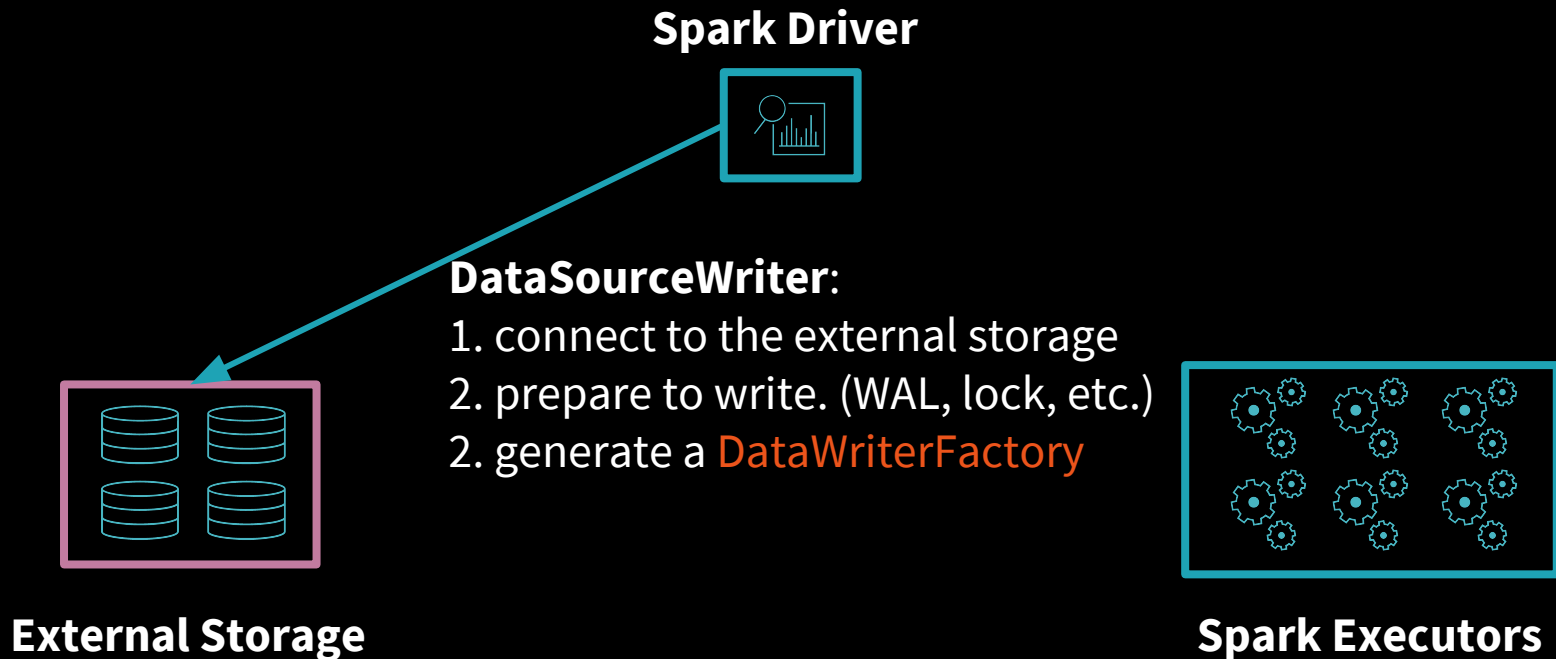 Spark Driver
DataSourceWriter:
1. connect to the external storage
2. prepare to write. (WAL, lock, etc.)
2. generate a DataWriterFactory
External Storage
Spark Executors